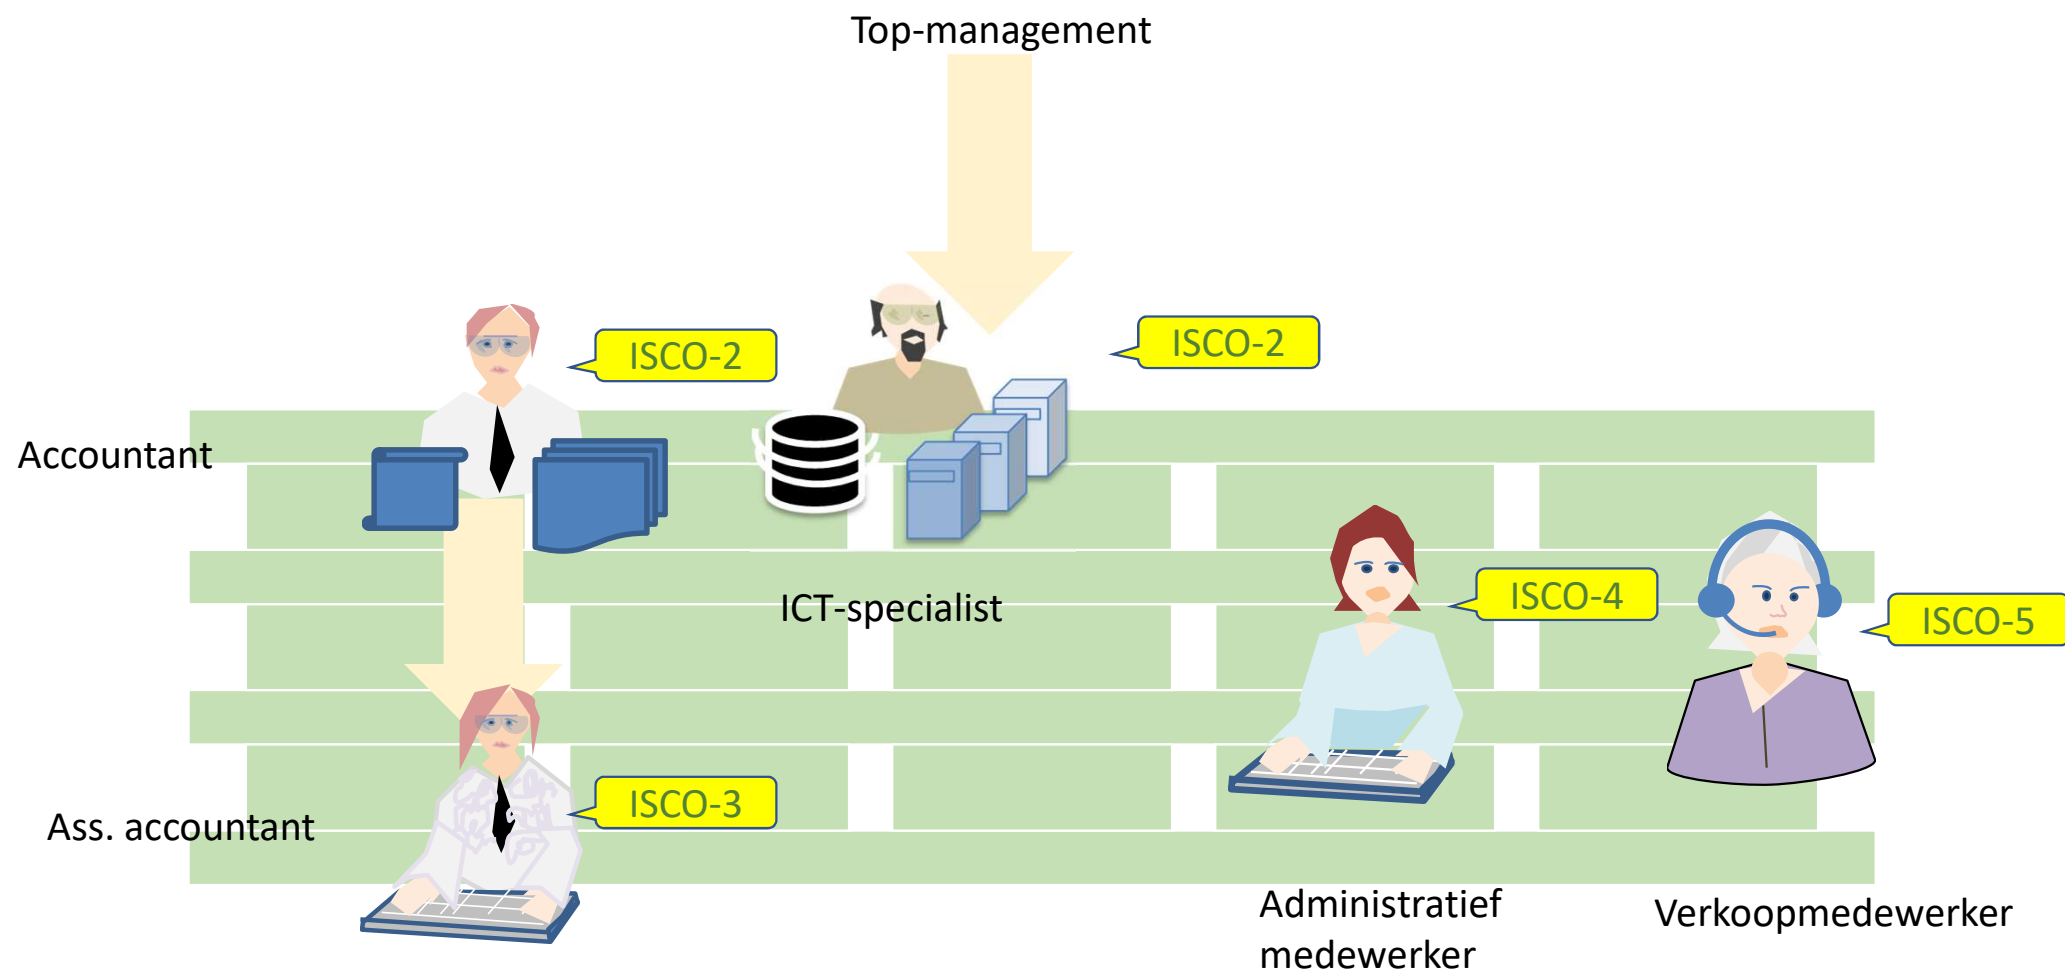 Top-management
ISCO-2
ISCO-2
Accountant
ICT-specialist
ISCO-4
ISCO-5
ISCO-3
Ass. accountant
Administratief
medewerker
Verkoopmedewerker